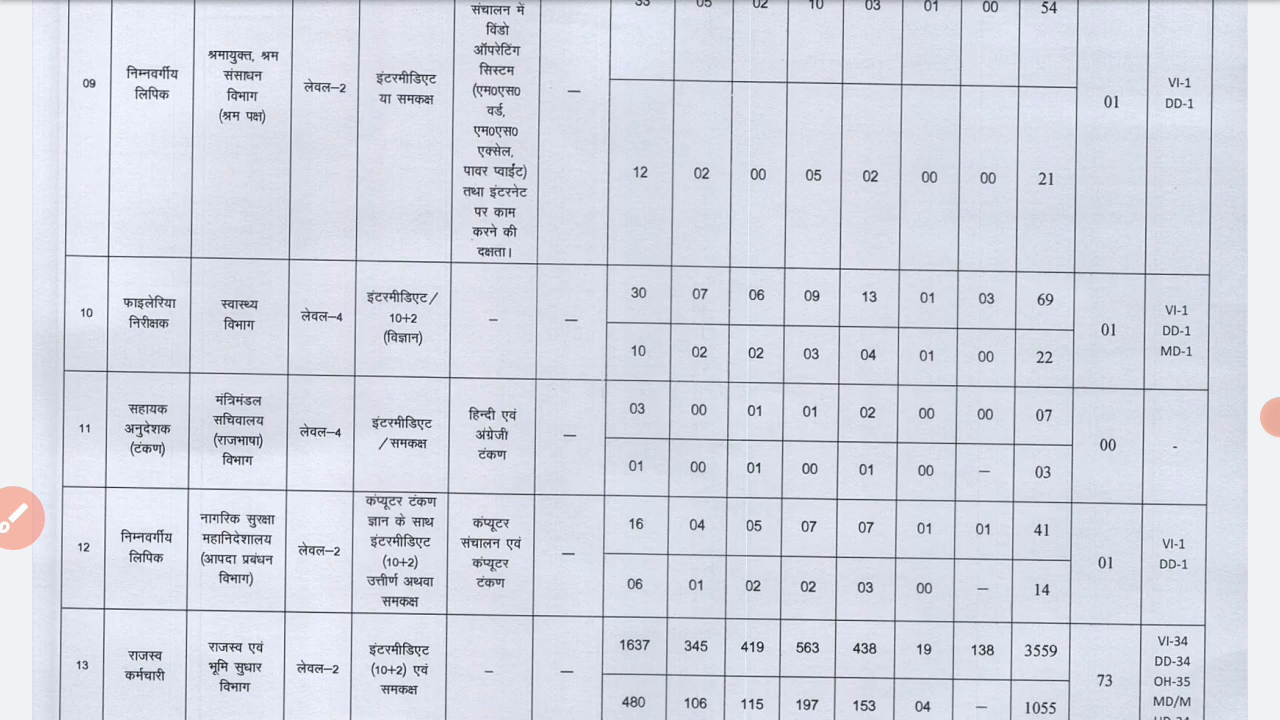 09
निम्नवर्गीय
लिपिक
श्रमायुक्त, श्रम
संसाधन
विभाग
(श्रम पक्ष)
लेवल–2
इंटरमीडिएट
या समकक्ष
संचालन में
विंडो
ऑपरेटिंग
सिस्टम
(एम0एस0
वर्ड,
एम0एस0
एक्सेल,
पावर प्वाईंट)
तथा इंटरनेट
पर काम
करने की
दक्षता।
—
33 05 02 10 03 01 00 54
12 02 00 05 02 00 00 21
01
VI-1
DD-1
10
फाइलेरिया
निरीक्षक
स्वास्थ्य
विभाग
लेवल–4
इंटरमीडिएट/
10+2
(विज्ञान)
–
—
30 07 06 09 13 01 03 69
10 02 02 03 04 01 00 22
01
VI-1
DD-1
MD-1
11
सहायक
अनुदेशक
(टंकण)
मंत्रिमंडल
सचिवालय
(राजभाषा)
विभाग
लेवल–4
इंटरमीडिएट
/समकक्ष
हिन्दी एवं
अंग्रेजी
टंकण
—
03 00 01 01 02 00 00 07
01 00 01 00 01 00 — 03
00
-
12
निम्नवर्गीय
लिपिक
नागरिक सुरक्षा
महानिदेशालय
(आपदा प्रबंधन
विभाग)
लेवल–2
कंप्यूटर टंकण
ज्ञान के साथ
इंटरमीडिएट
(10+2)
उत्तीर्ण अथवा
समकक्ष
कंप्यूटर
संचालन एवं
कंप्यूटर
टंकण
—
16 04 05 07 07 01 01 41
06 01 02 02 03 00 — 14
01
VI-1
DD-1
13
राजस्व
कर्मचारी
राजस्व एवं
भूमि सुधार
विभाग
लेवल–2
इंटरमीडिएट
(10+2) एवं
समकक्ष
–
—
1637 345 419 563 438 19 138 3559
480 106 115 197 153 04 — 1055
73
VI-34
DD-34
OH-35
MD/M